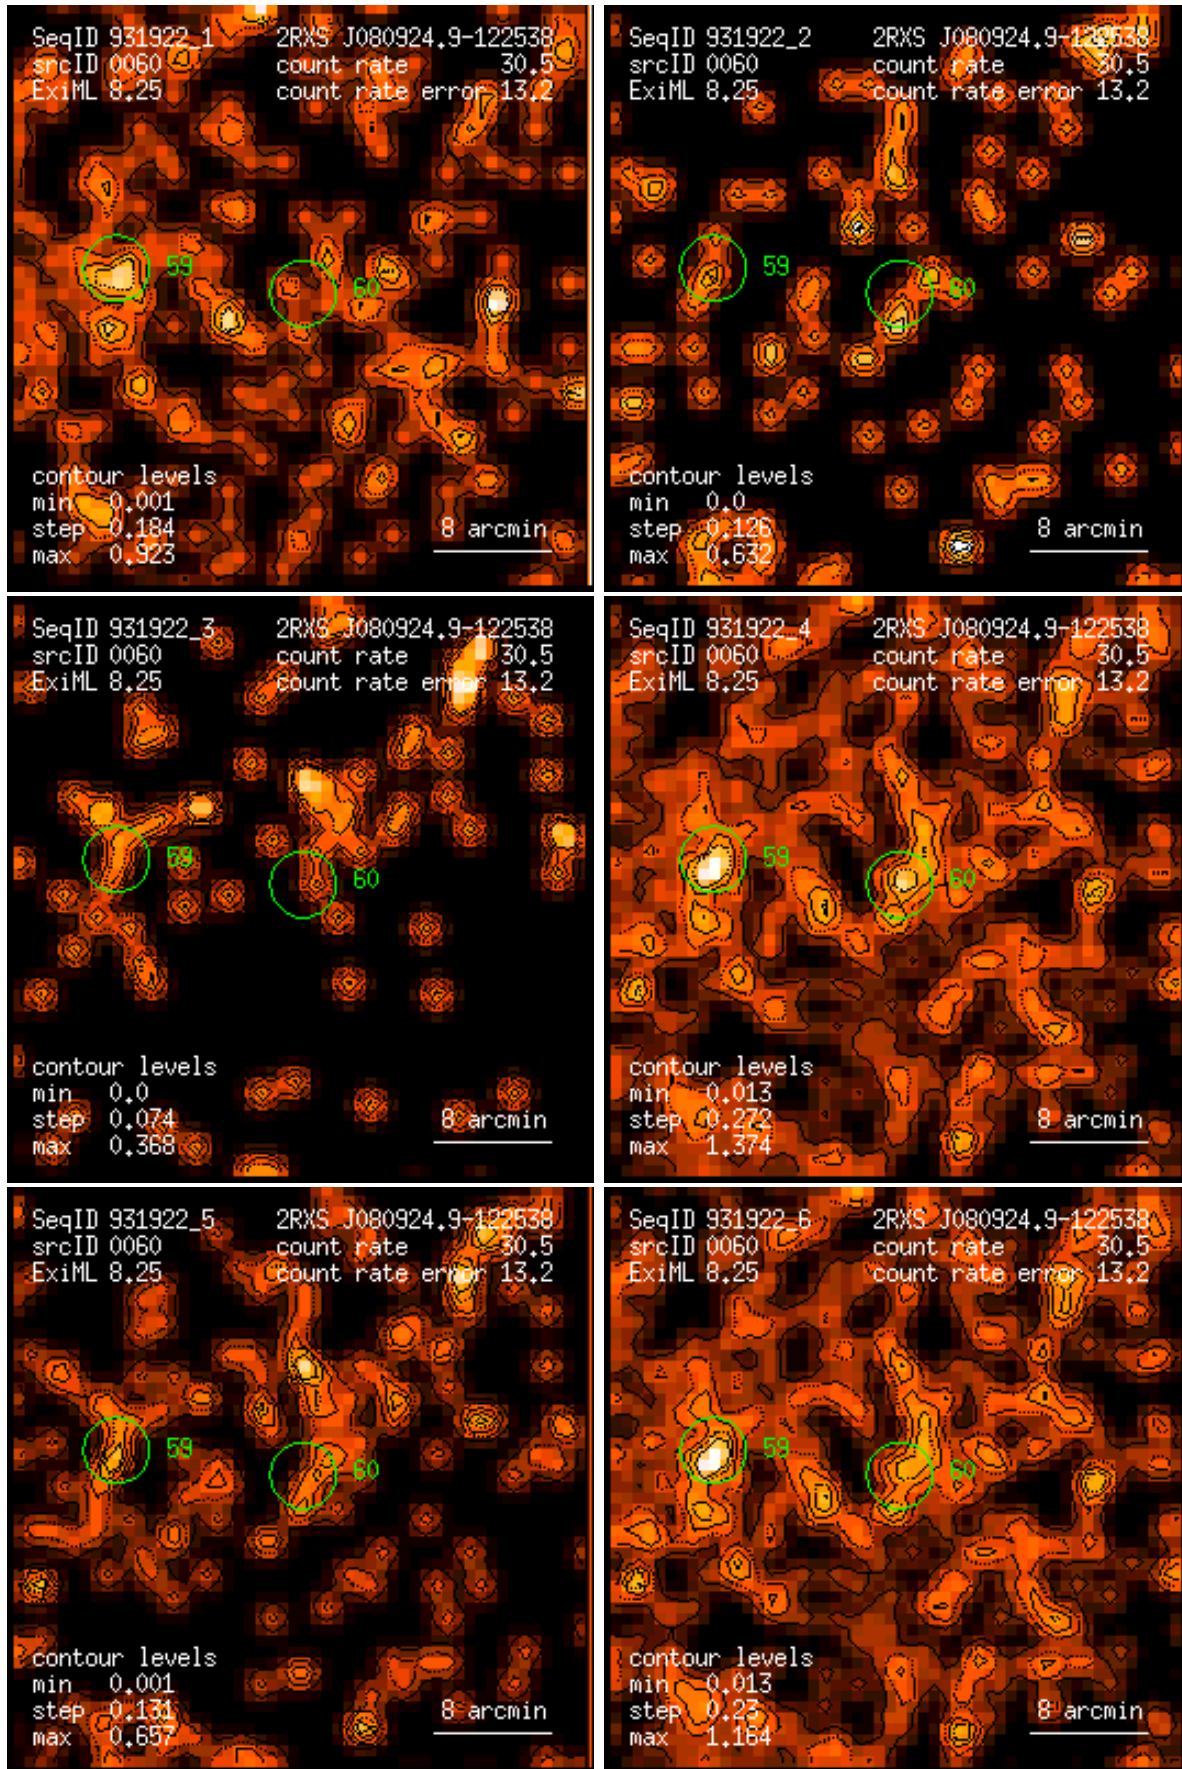 SeqID 931922_1 2RXS J080924.9-122538
srcID 0060 count rate 30.5
ExiML 8.25 count rate error 13.2
59
60
contour levels
min 0.001
step 0.184
max 0.923
8 arcmin
SeqID 931922_2 2RXS J080924.9-122538
srcID 0060 count rate 30.5
ExiML 8.25 count rate error 13.2
59
60
contour levels
min 0.0
step 0.126
max 0.632
8 arcmin
SeqID 931922_3 2RXS J080924.9-122538
srcID 0060 count rate 30.5
ExiML 8.25 count rate error 13.2
59
60
contour levels
min 0.0
step 0.074
max 0.368
8 arcmin
SeqID 931922_4 2RXS J080924.9-122538
srcID 0060 count rate 30.5
ExiML 8.25 count rate error 13.2
59
60
contour levels
min 0.013
step 0.272
max 1.374
8 arcmin
SeqID 931922_5 2RXS J080924.9-122538
srcID 0060 count rate 30.5
ExiML 8.25 count rate error 13.2
59
60
contour levels
min 0.001
step 0.131
max 0.657
8 arcmin
SeqID 931922_6 2RXS J080924.9-122538
srcID 0060 count rate 30.5
ExiML 8.25 count rate error 13.2
59
60
contour levels
min 0.013
step 0.23
max 1.164
8 arcmin